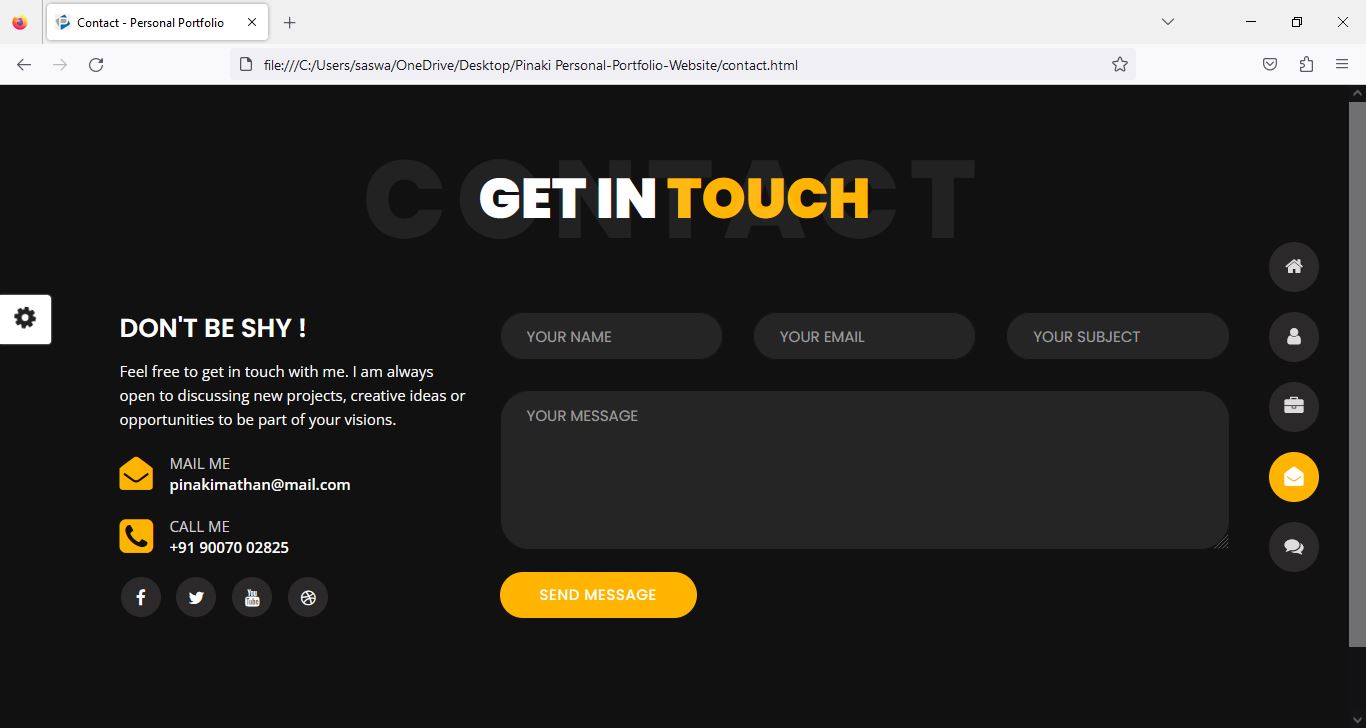 Contact - Personal Portfolio
file:///C:/Users/saswa/OneDrive/Desktop/Pinaki Personal-Portfolio-Website/contact.html
CONTACT
GET IN TOUCH
DON'T BE SHY !
Feel free to get in touch with me. I am always
open to discussing new projects, creative ideas or
opportunities to be part of your visions.
MAIL ME
pinakimathan@mail.com
CALL ME
+91 90070 02825
You
Tube
YOUR NAME
YOUR EMAIL
YOUR SUBJECT
YOUR MESSAGE
SEND MESSAGE